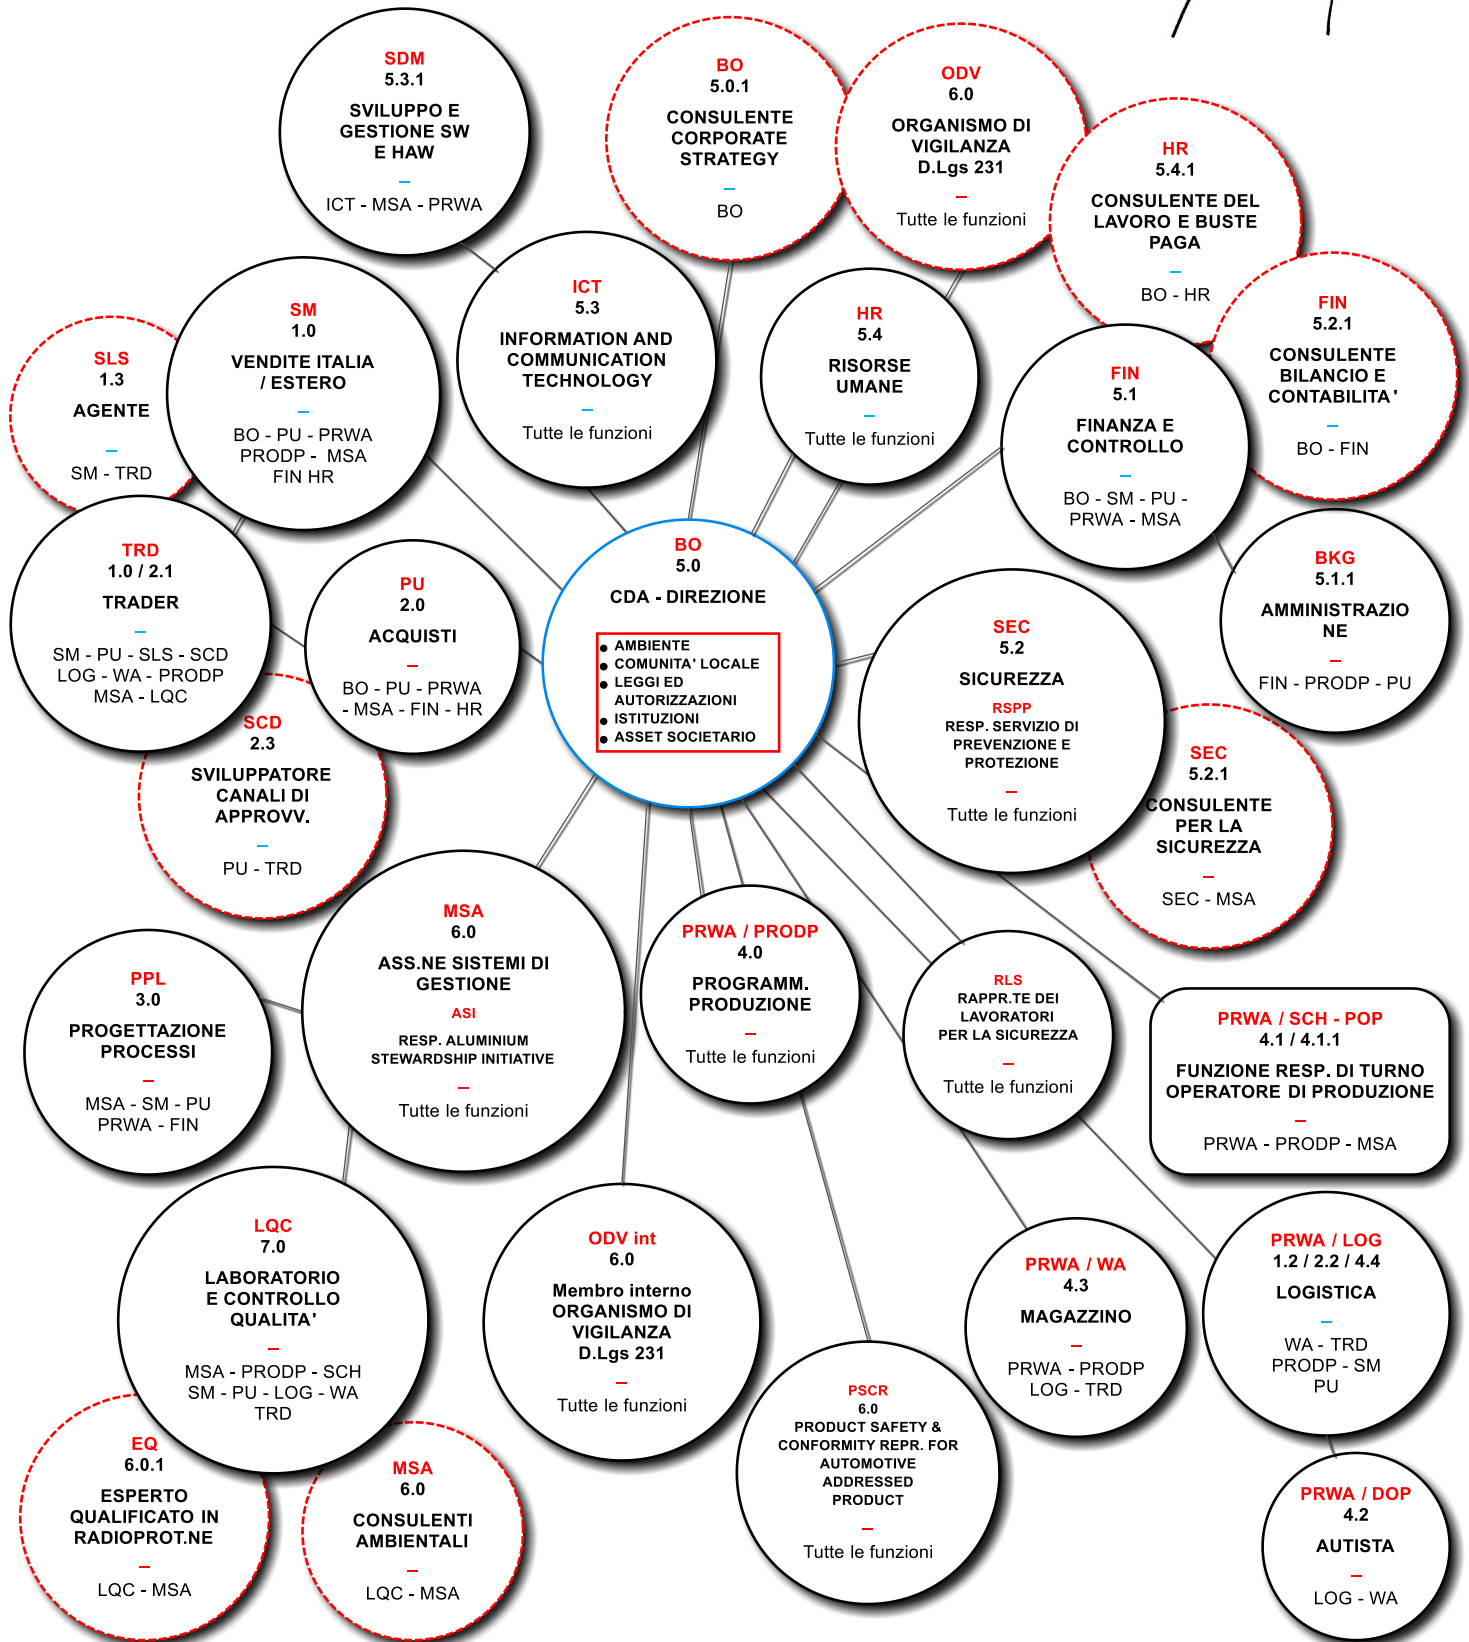 SDM
5.3.1
SVILUPPO E
GESTIONE SW
E HAW
ICT - MSA - PRWA
BO
5.0.1
CONSULENTE
CORPORATE
STRATEGY
BO
ODV
6.0
ORGANISMO DI
VIGILANZA
D.Lgs 231
Tutte le funzioni
HR
5.4.1
CONSULENTE DEL
LAVORO E BUSTE
PAGA
BO - HR
SLS
1.3
AGENTE
SM - TRD
SM
1.0
VENDITE ITALIA
/ ESTERO
BO - PU - PRWA
PRODP - MSA
FIN HR
ICT
5.3
INFORMATION AND
COMMUNICATION
TECHNOLOGY
Tutte le funzioni
HR
5.4
RISORSE
UMANE
Tutte le funzioni
FIN
5.1
FINANZA E
CONTROLLO
BO - SM - PU -
PRWA - MSA
FIN
5.2.1
CONSULENTE
BILANCIO E
CONTABILITA'
BO - FIN
TRD
1.0 / 2.1
TRADER
SM - PU - SLS - SCD
LOG - WA - PRODP
MSA - LQC
PU
2.0
ACQUISTI
BO - PU - PRWA
- MSA - FIN - HR
BO
5.0
CDA - DIREZIONE
● AMBIENTE
● COMUNITA' LOCALE
● LEGGI ED
AUTORIZZAZIONI
● ISTITUZIONI
● ASSET SOCIETARIO
SEC
5.2
SICUREZZA
RSPP
RESP. SERVIZIO DI
PREVENZIONE E
PROTEZIONE
Tutte le funzioni
BKG
5.1.1
AMMINISTRAZIO
NE
FIN - PRODP - PU
SCD
2.3
SVILUPPATORE
CANALI DI
APPROVV.
PU - TRD
SEC
5.2.1
CONSULENTE
PER LA
SICUREZZA
SEC - MSA
PPL
3.0
PROGETTAZIONE
PROCESSI
MSA - SM - PU
PRWA - FIN
MSA
6.0
ASS.NE SISTEMI DI
GESTIONE
ASI
RESP. ALUMINIUM
STEWARDSHIP INITIATIVE
Tutte le funzioni
PRWA / PRODP
4.0
PROGRAMM.
PRODUZIONE
Tutte le funzioni
RLS
RAPPR.TE DEI
LAVORATORI
PER LA SICUREZZA
Tutte le funzioni
PRWA / SCH - POP
4.1 / 4.1.1
FUNZIONE RESP. DI TURNO
OPERATORE DI PRODUZIONE
PRWA - PRODP - MSA
LQC
7.0
LABORATORIO
E CONTROLLO
QUALITA'
MSA - PRODP - SCH
SM - PU - LOG - WA
TRD
ODV int
6.0
Membro interno
ORGANISMO DI
VIGILANZA
D.Lgs 231
Tutte le funzioni
PRWA / WA
4.3
MAGAZZINO
PRWA - PRODP
LOG - TRD
PRWA / LOG
1.2 / 2.2 / 4.4
LOGISTICA
WA - TRD
PRODP - SM
PU
EQ
6.0.1
ESPERTO
QUALIFICATO IN
RADIOPROT.NE
LQC - MSA
MSA
6.0
CONSULENTI
AMBIENTALI
LQC - MSA
PSCR
6.0
PRODUCT SAFETY &
CONFORMITY REPR. FOR
AUTOMOTIVE
ADDRESSED
PRODUCT
Tutte le funzioni
PRWA / DOP
4.2
AUTISTA
LOG - WA